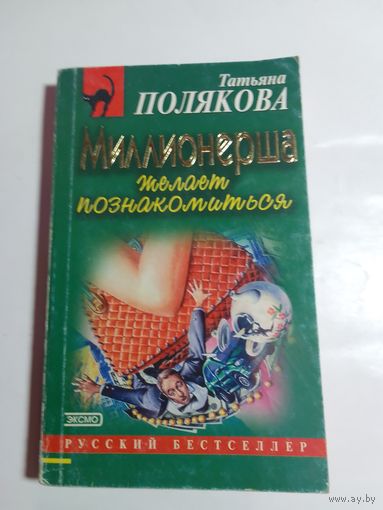 Татьяна
ПОЛЯКОВА
Миллионерша
желает
познакомиться
ЭКСМО
РУССКИЙ БЕСТСЕЛЛЕР
www.ay.by